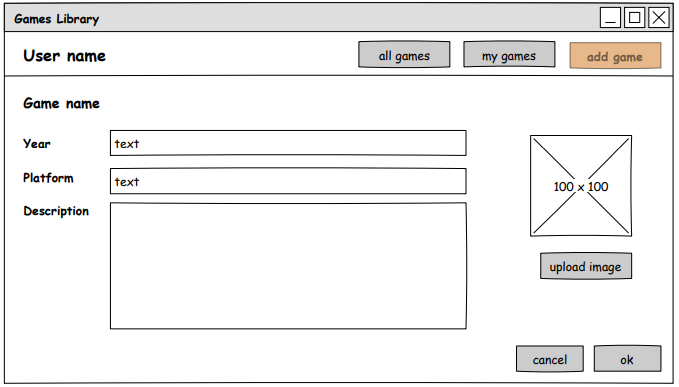 Games Library
User name
all games
my games
add game
Game name
Year
text
Platform
text
100 x 100
Description
upload image
cancel
ok